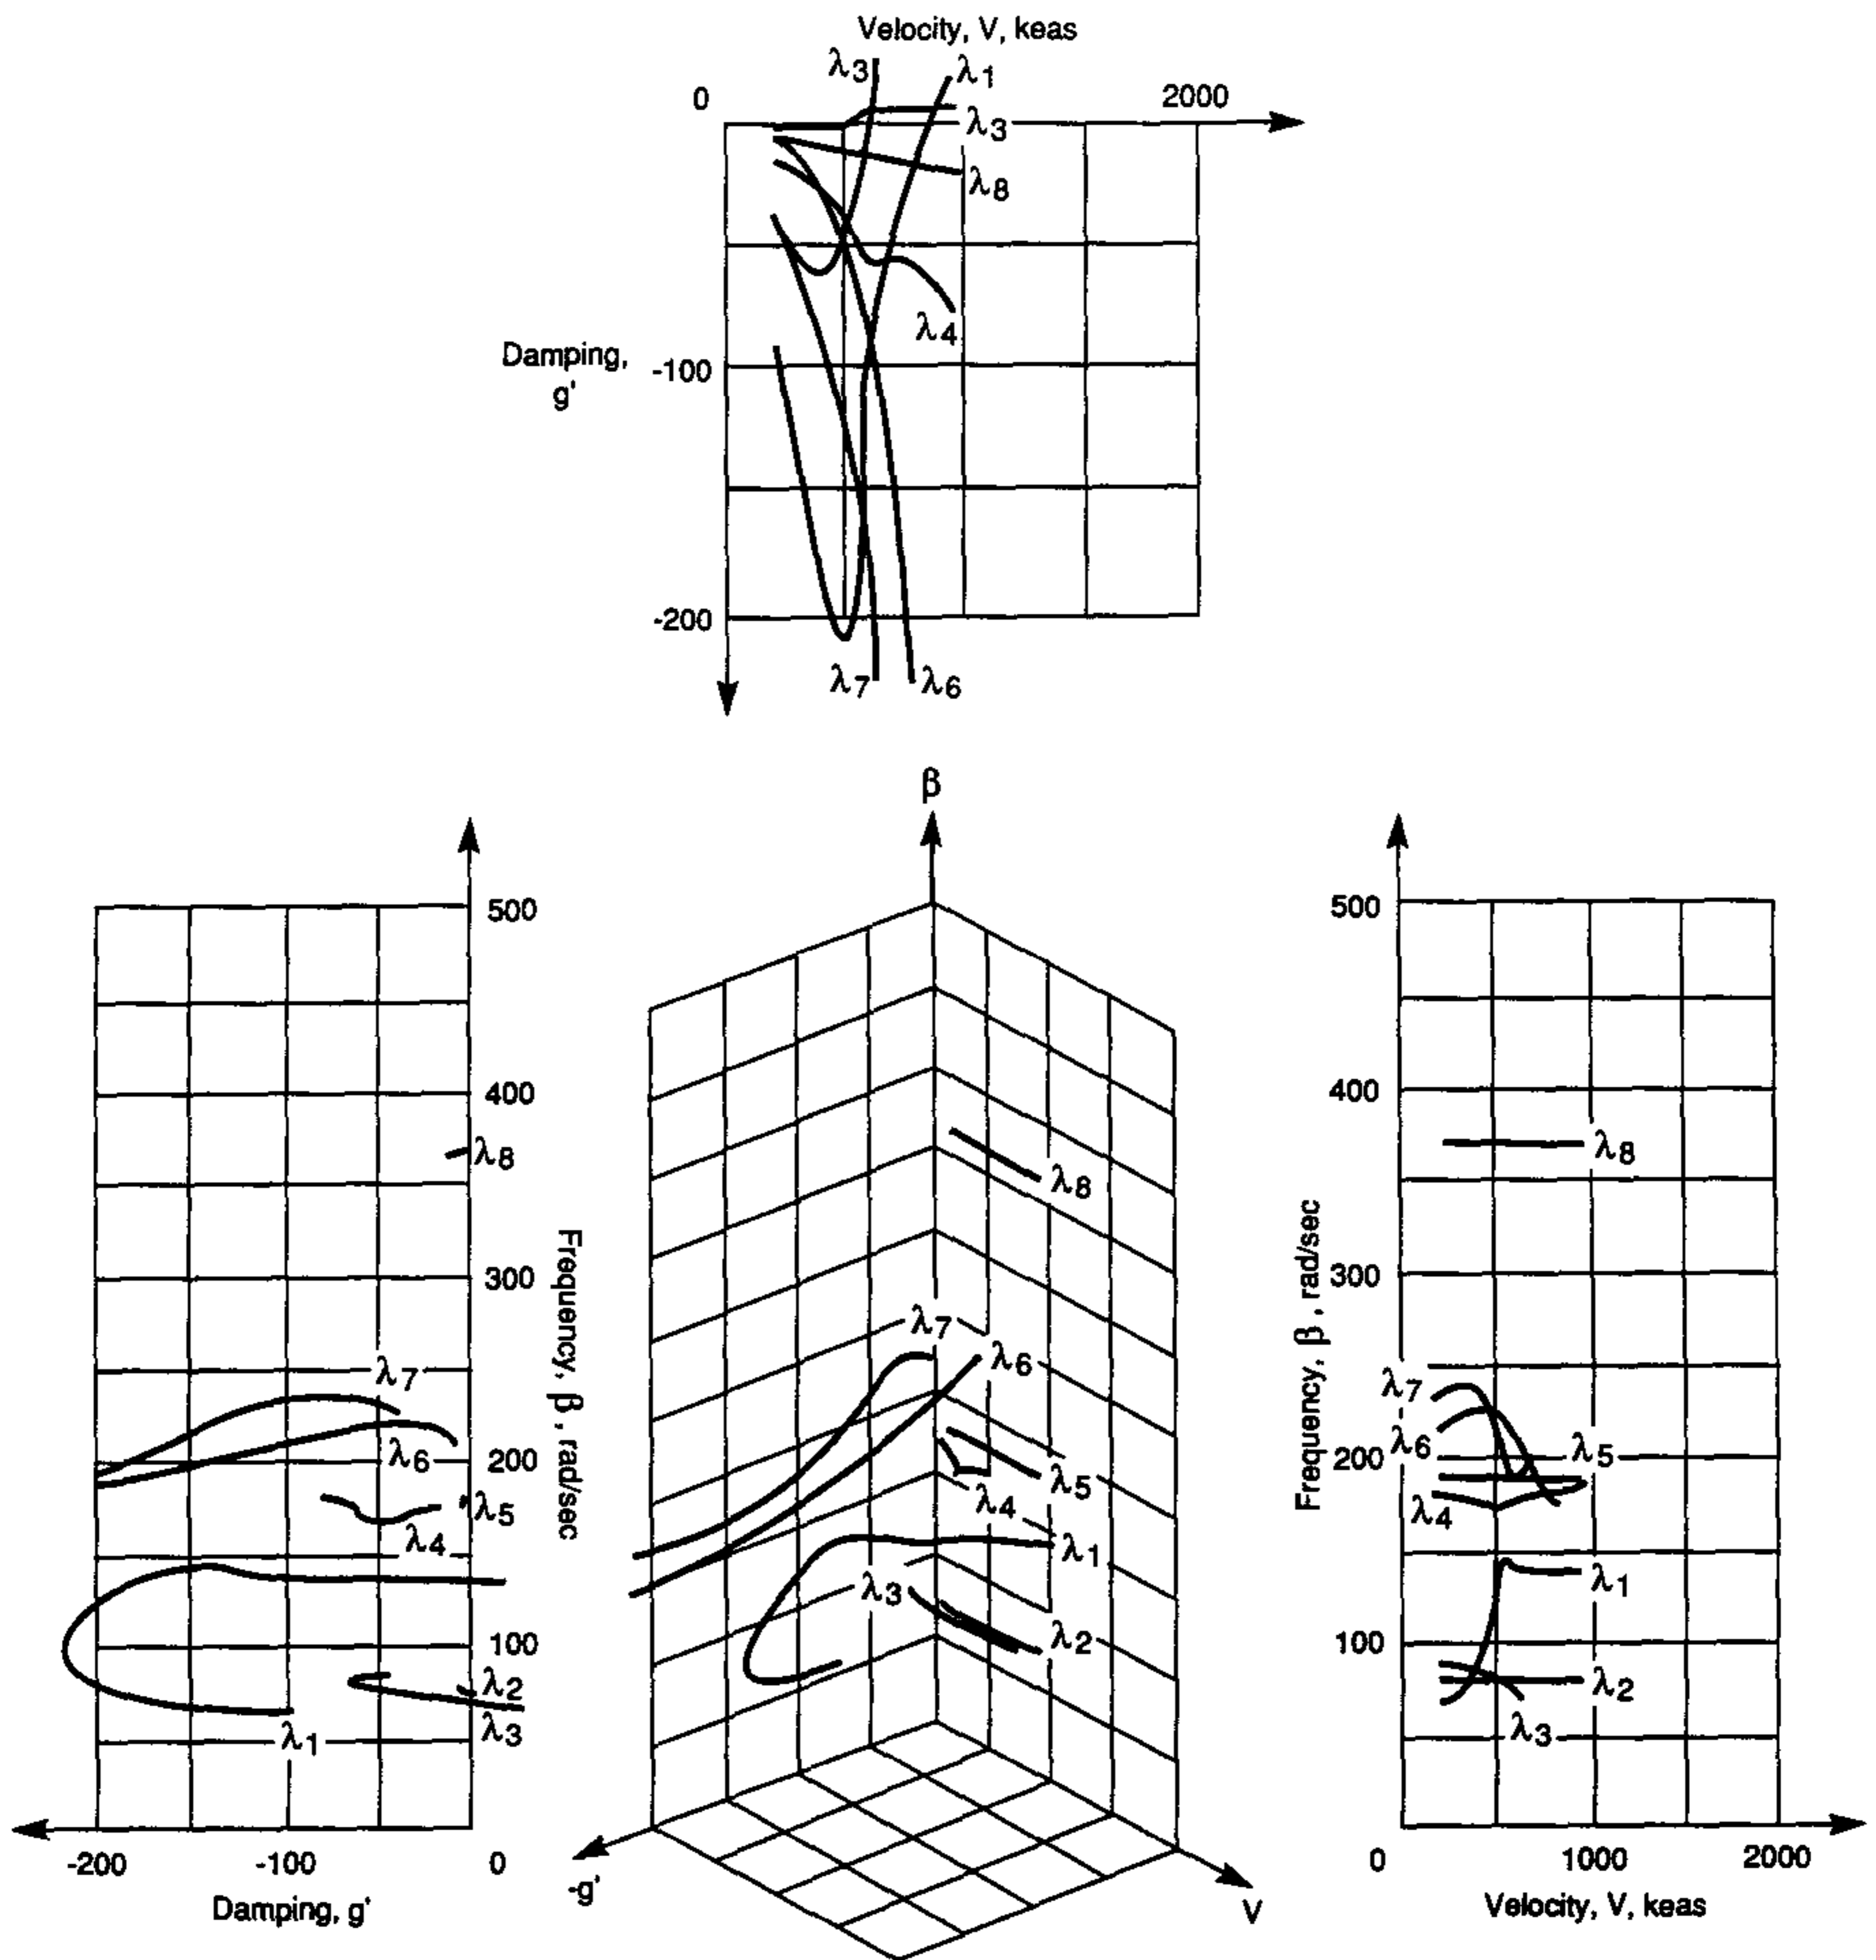 Velocity, V, keas
λ3
λ1
0
2000
λ3
λ8
λ4
Damping,
g'
-100
-200
λ7
λ6
β
500
400
λ8
300
λ7
λ6
200
λ5
λ4
100
λ2
λ3
λ1
-200
-100
0
Damping, g'
Frequency, β, rad/sec
λ8
λ7
λ6
λ5
λ4
λ1
λ3
λ2
-g'
V
Frequency, β, rad/sec
500
400
λ8
300
λ7
λ6
200
λ5
λ4
λ1
100
λ2
λ3
0
1000
2000
Velocity, V, keas